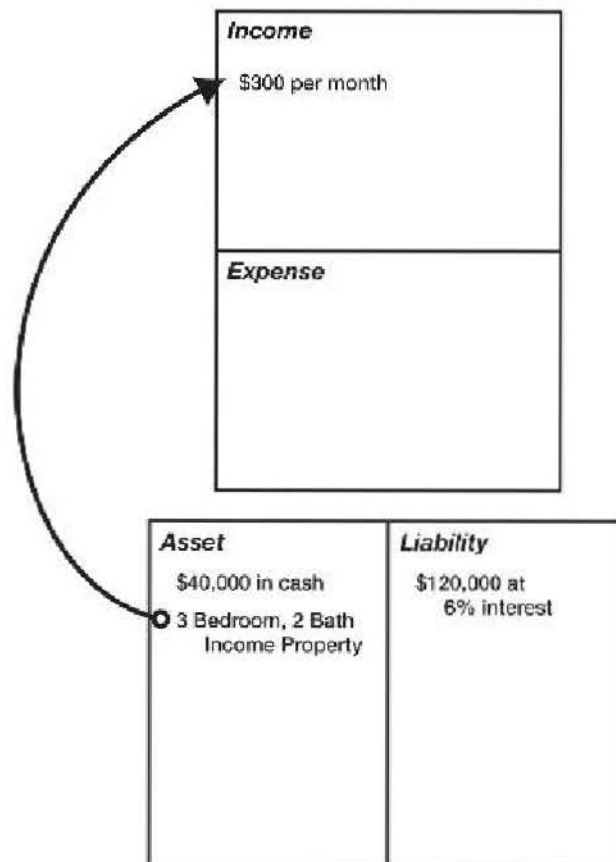 Income
$300 per month
Expense
Asset
$40,000 in cash
3 Bedroom, 2 Bath
Income Property
Liability
$120,000 at
6% interest